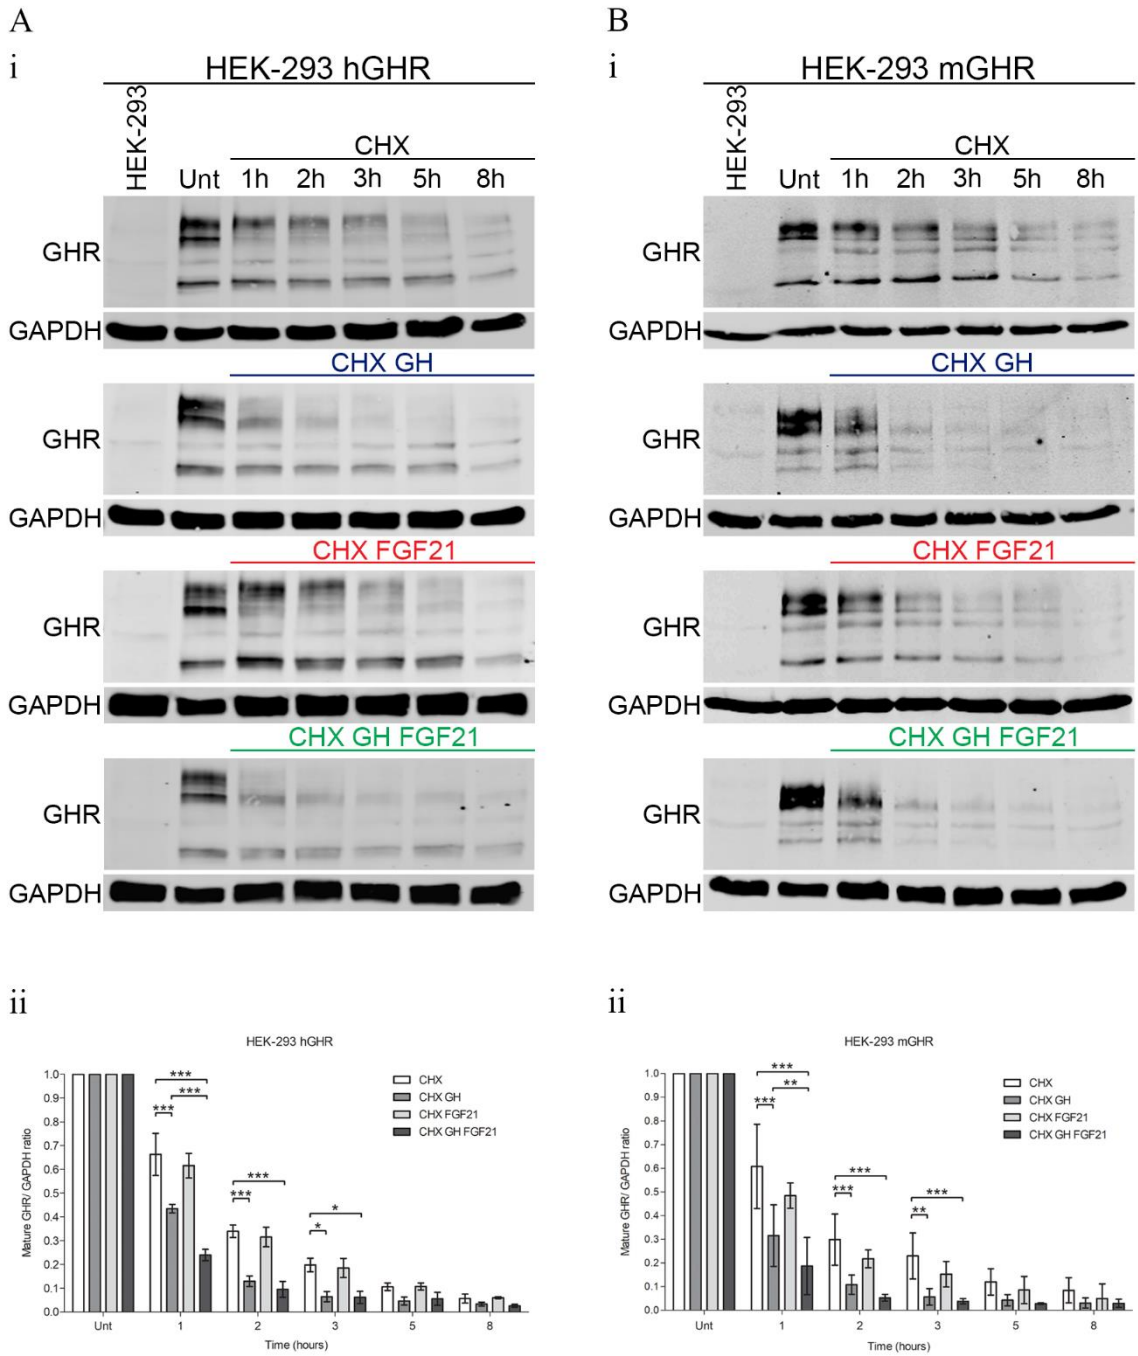 A
i
HEK-293 hGHR
HEK-293
CHX
Unt 1h 2h 3h 5h 8h
GHR
GAPDH
CHX GH
GHR
GAPDH
CHX FGF21
GHR
GAPDH
CHX GH FGF21
GHR
GAPDH
ii
HEK-293 hGHR
Mature GHR/ GAPDH ratio
1.0
0.9
0.8
0.7
0.6
0.5
0.4
0.3
0.2
0.1
0.0
***
***
***
***
***
*
*
CHX
CHX GH
CHX FGF21
CHX GH FGF21
Unt 1 2 3 5 8
Time (hours)
B
i
HEK-293 mGHR
HEK-293
CHX
Unt 1h 2h 3h 5h 8h
GHR
GAPDH
CHX GH
GHR
GAPDH
CHX FGF21
GHR
GAPDH
CHX GH FGF21
GHR
GAPDH
ii
HEK-293 mGHR
Mature GHR/ GAPDH ratio
1.0
0.9
0.8
0.7
0.6
0.5
0.4
0.3
0.2
0.1
0.0
***
**
***
***
***
***
**
CHX
CHX GH
CHX FGF21
CHX GH FGF21
Unt 1 2 3 5 8
Time (hours)